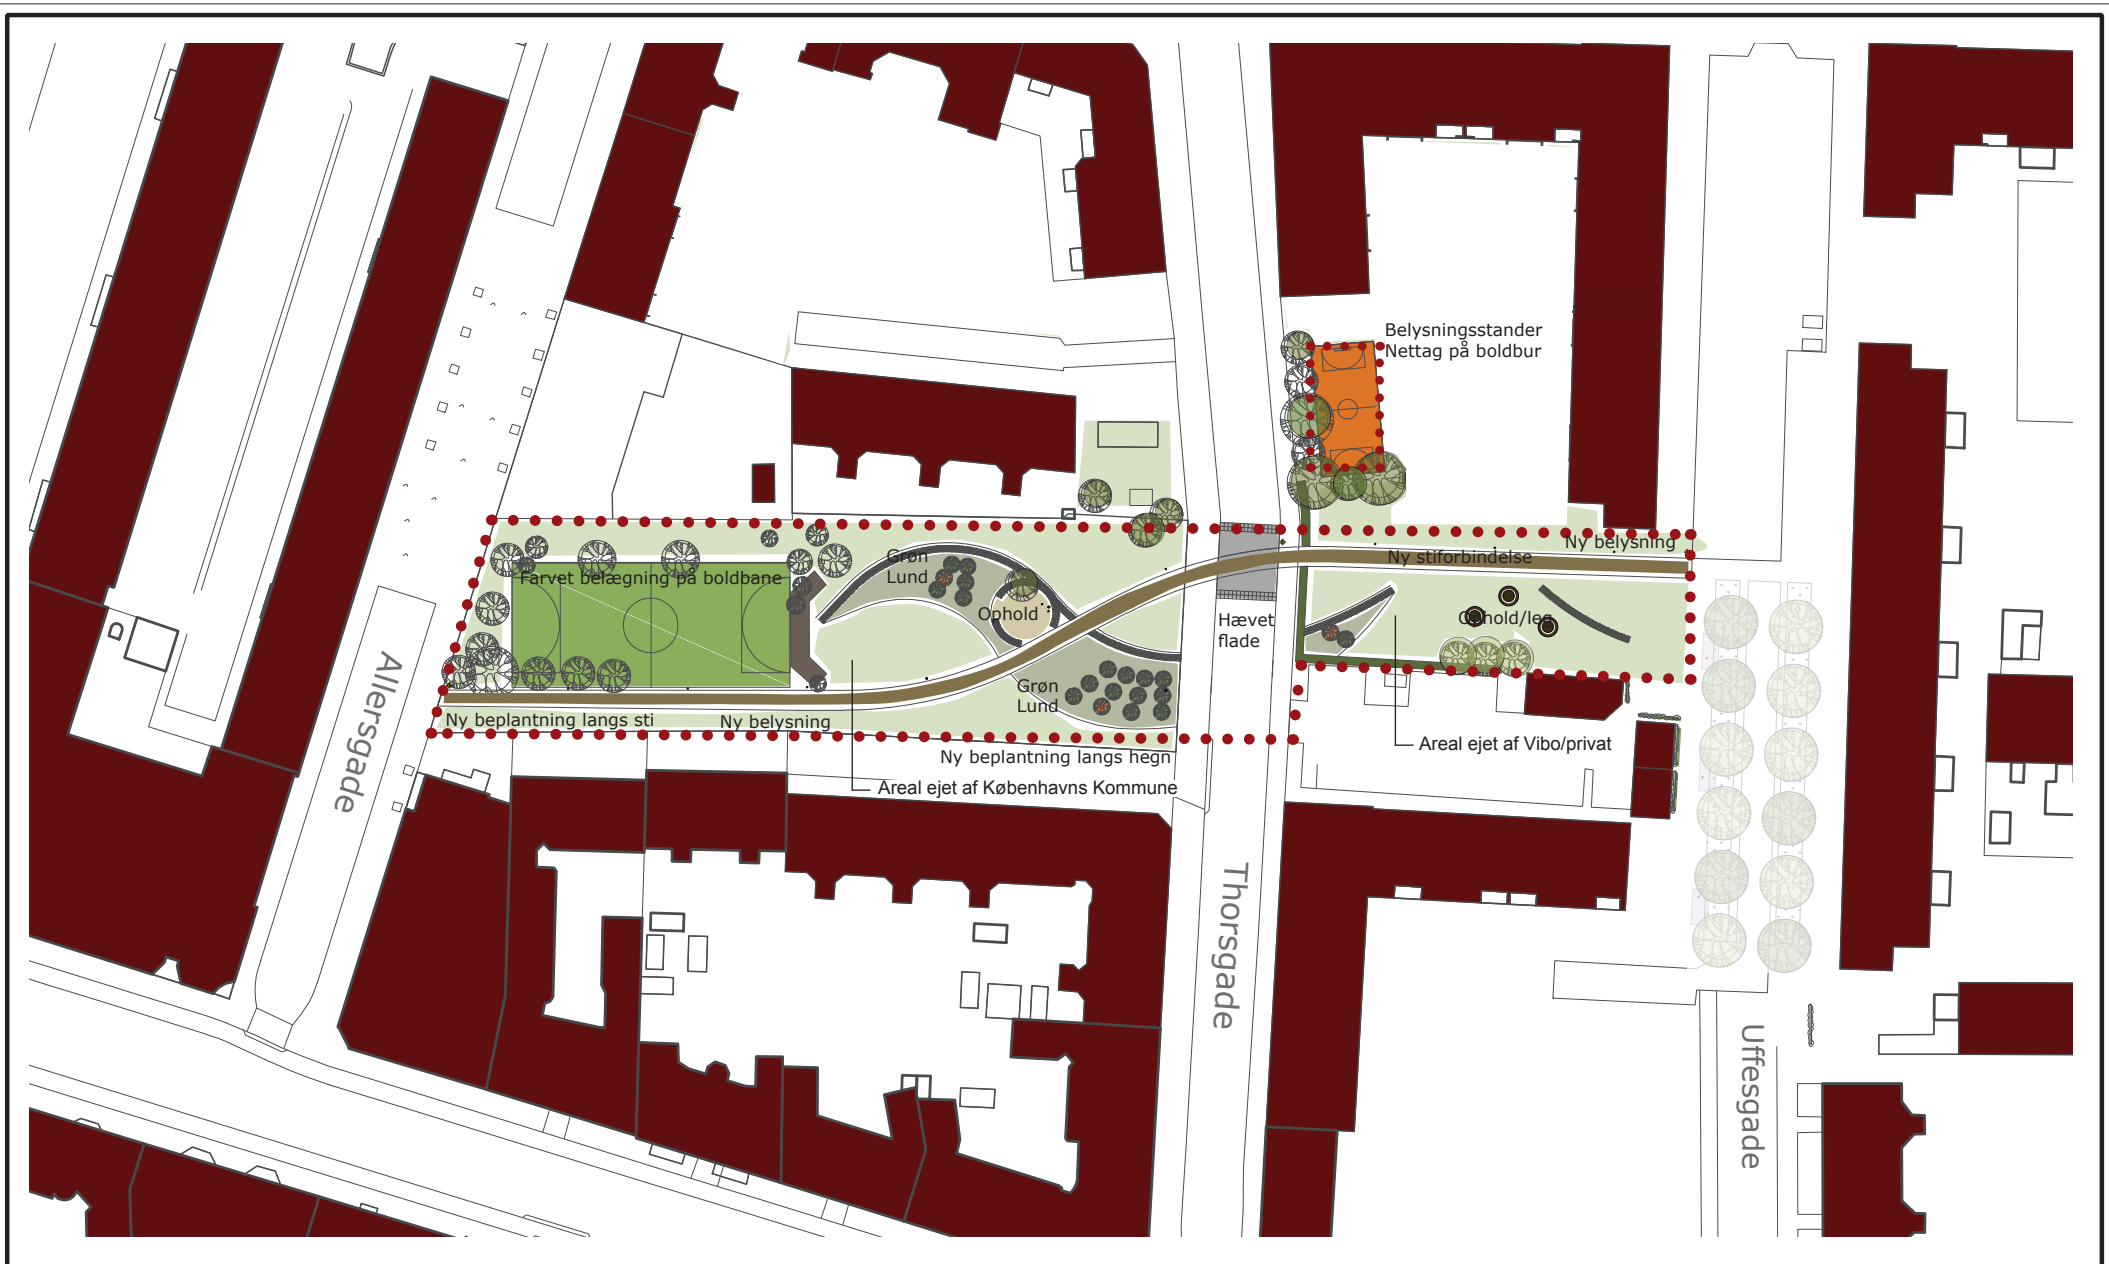 Belysningsstander
Nettag på boldbur
Ny belysning
Ny stiforbindelse
Grøn
Lund
Farvet belægning på boldbane
Ophold
Ophold/leg
Hævet
flade
Grøn
Lund
Ny beplantning langs sti
Ny belysning
Ny beplantning langs hegn
Areal ejet af Vibo/privat
Areal ejet af Københavns Kommune
Allersgade
Thorsgade
Uffesgade